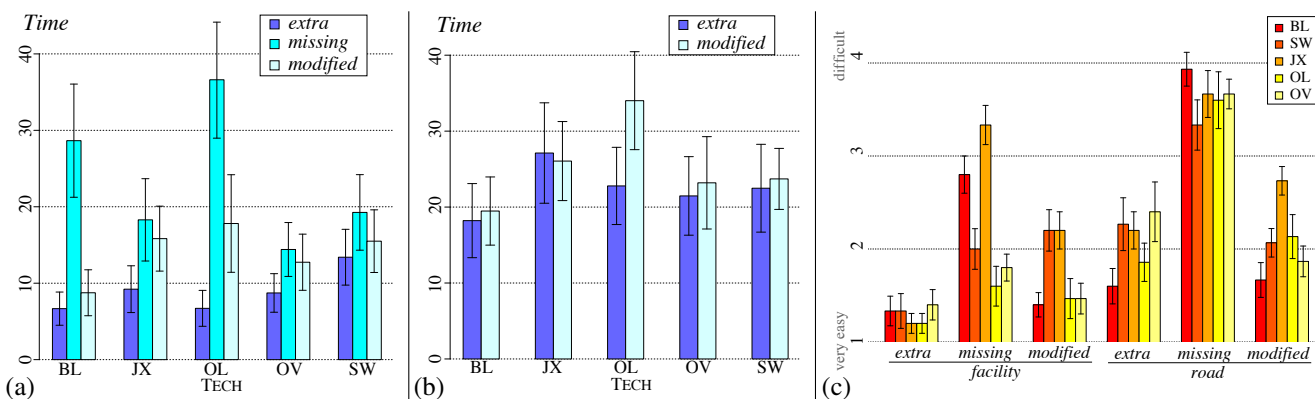 Time
extra
missing
modified
40
30
20
10
0
BL JX OL OV SW
TECH
(a)
Time
extra
modified
40
30
20
10
0
BL JX OL OV SW
TECH
(b)
difficult
very easy
4
3
2
1
BL
SW
JX
OL
OV
extra missing modified extra missing modified
facility road
(c)